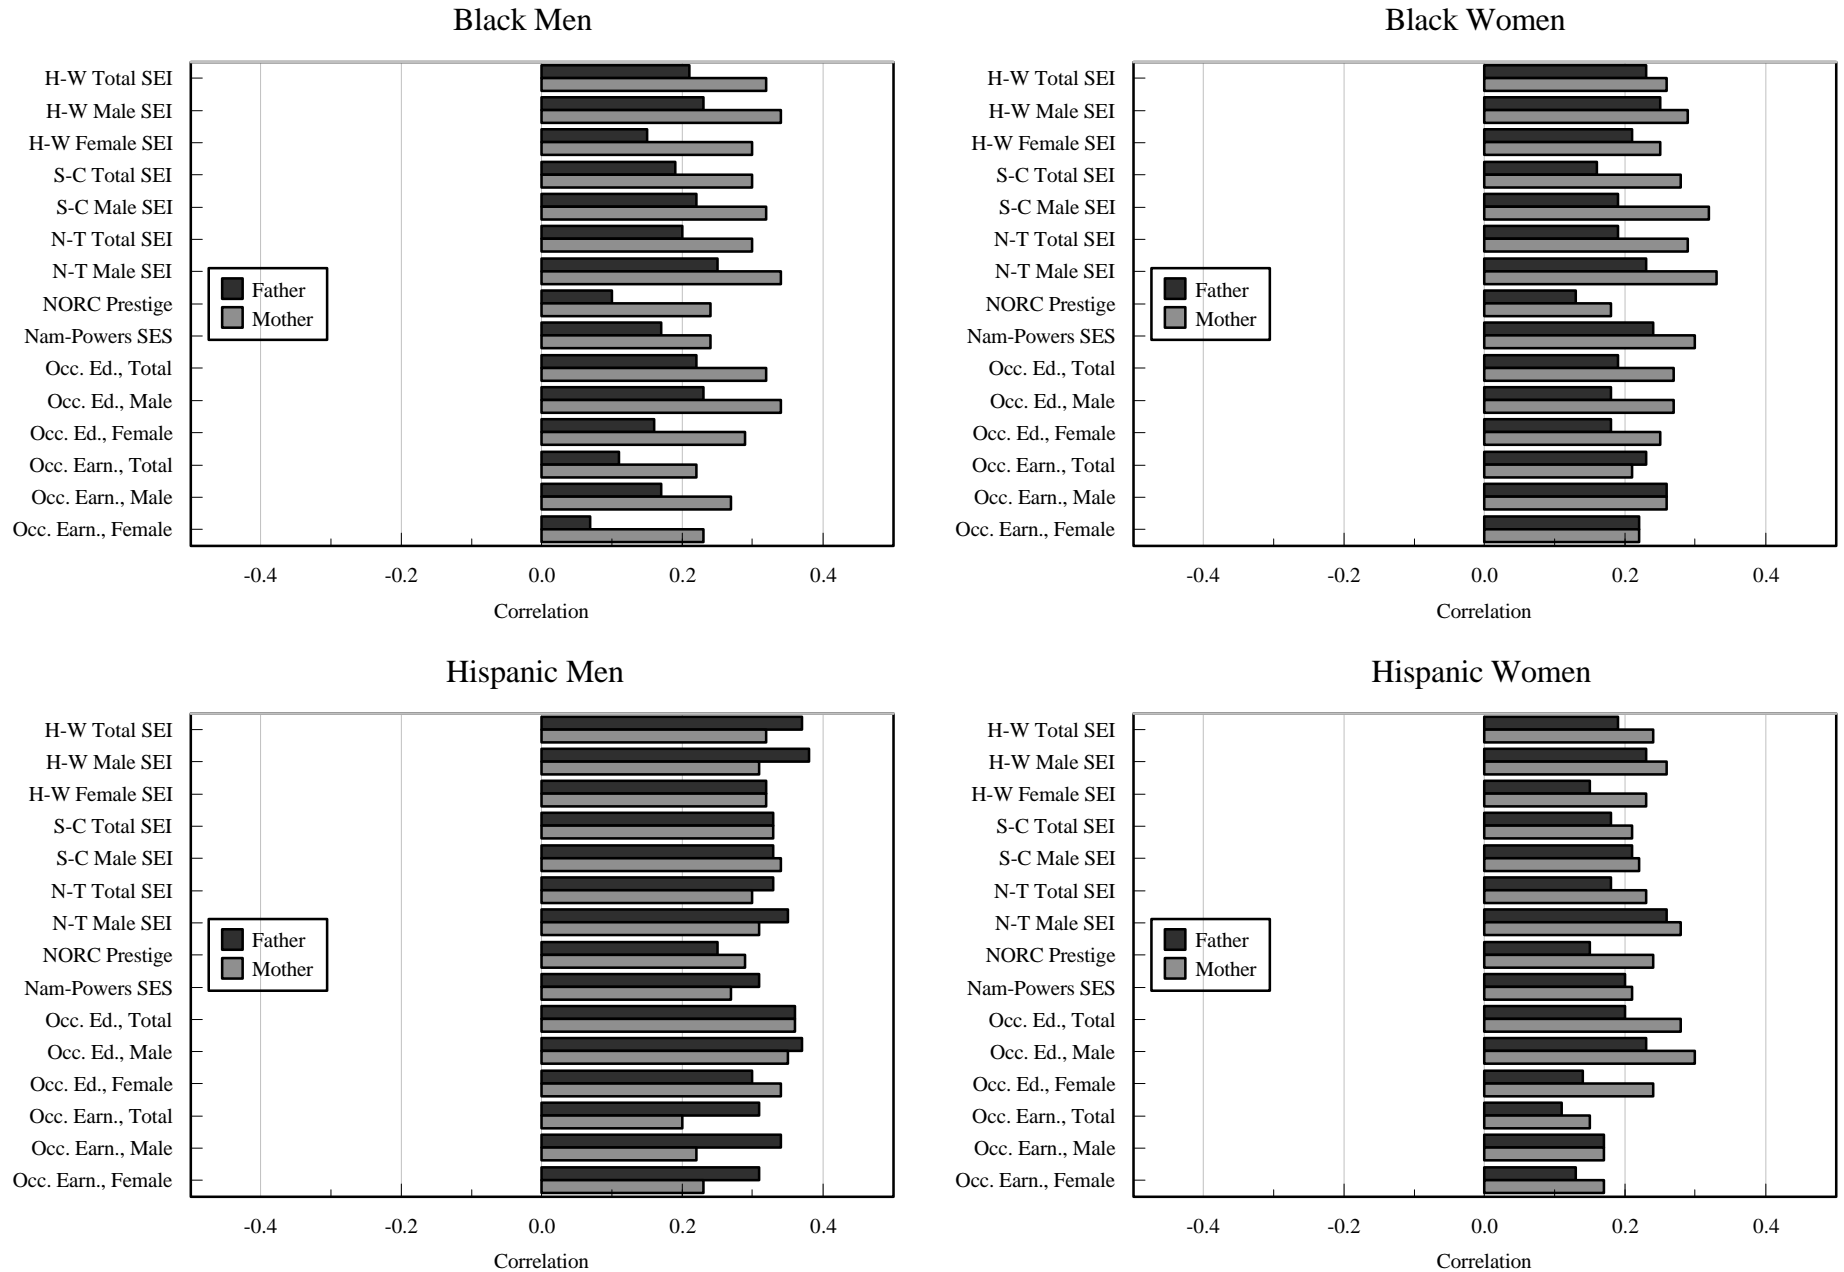 Black Men
H-W Total SEI
H-W Male SEI
H-W Female SEI
S-C Total SEI
S-C Male SEI
N-T Total SEI
N-T Male SEI
NORC Prestige
Nam-Powers SES
Occ. Ed., Total
Occ. Ed., Male
Occ. Ed., Female
Occ. Earn., Total
Occ. Earn., Male
Occ. Earn., Female
Father
Mother
-0.4 -0.2 0.0 0.2 0.4
Correlation
Black Women
H-W Total SEI
H-W Male SEI
H-W Female SEI
S-C Total SEI
S-C Male SEI
N-T Total SEI
N-T Male SEI
NORC Prestige
Nam-Powers SES
Occ. Ed., Total
Occ. Ed., Male
Occ. Ed., Female
Occ. Earn., Total
Occ. Earn., Male
Occ. Earn., Female
Father
Mother
-0.4 -0.2 0.0 0.2 0.4
Correlation
Hispanic Men
H-W Total SEI
H-W Male SEI
H-W Female SEI
S-C Total SEI
S-C Male SEI
N-T Total SEI
N-T Male SEI
NORC Prestige
Nam-Powers SES
Occ. Ed., Total
Occ. Ed., Male
Occ. Ed., Female
Occ. Earn., Total
Occ. Earn., Male
Occ. Earn., Female
Father
Mother
-0.4 -0.2 0.0 0.2 0.4
Correlation
Hispanic Women
H-W Total SEI
H-W Male SEI
H-W Female SEI
S-C Total SEI
S-C Male SEI
N-T Total SEI
N-T Male SEI
NORC Prestige
Nam-Powers SES
Occ. Ed., Total
Occ. Ed., Male
Occ. Ed., Female
Occ. Earn., Total
Occ. Earn., Male
Occ. Earn., Female
Father
Mother
-0.4 -0.2 0.0 0.2 0.4
Correlation